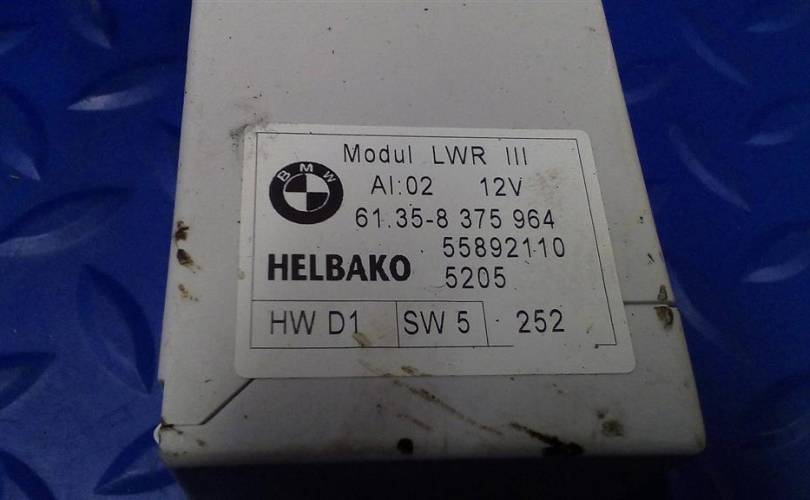 Modul LWR III
BMW
AI:02 12V
61.35-8 375 964
55892110
HELBAKO 5205
HW D1 SW 5 252